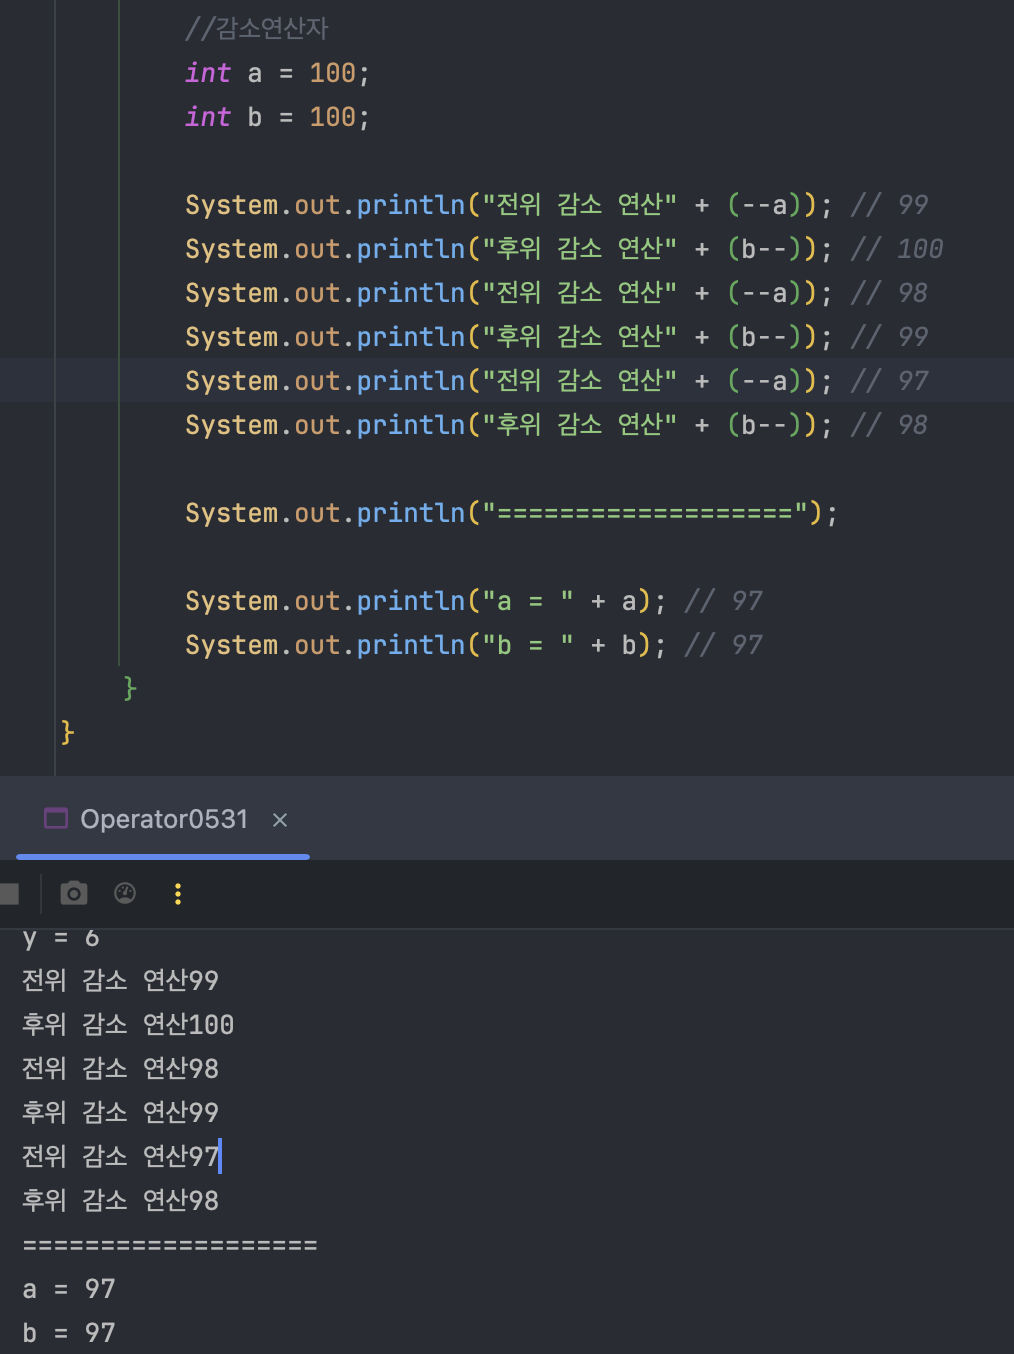 //감소연산자
int a = 100;
int b = 100;
System.out.println("전위 감소 연산" + (--a)); // 99
System.out.println("후위 감소 연산" + (b--)); // 100
System.out.println("전위 감소 연산" + (--a)); // 98
System.out.println("후위 감소 연산" + (b--)); // 99
System.out.println("전위 감소 연산" + (--a)); // 97
System.out.println("후위 감소 연산" + (b--)); // 98
System.out.println("===================");
System.out.println("a = " + a); // 97
System.out.println("b = " + b); // 97
}
}
Operator0531 ×
y = 6
전위 감소 연산99
후위 감소 연산100
전위 감소 연산98
후위 감소 연산99
전위 감소 연산97
후위 감소 연산98
===================
a = 97
b = 97